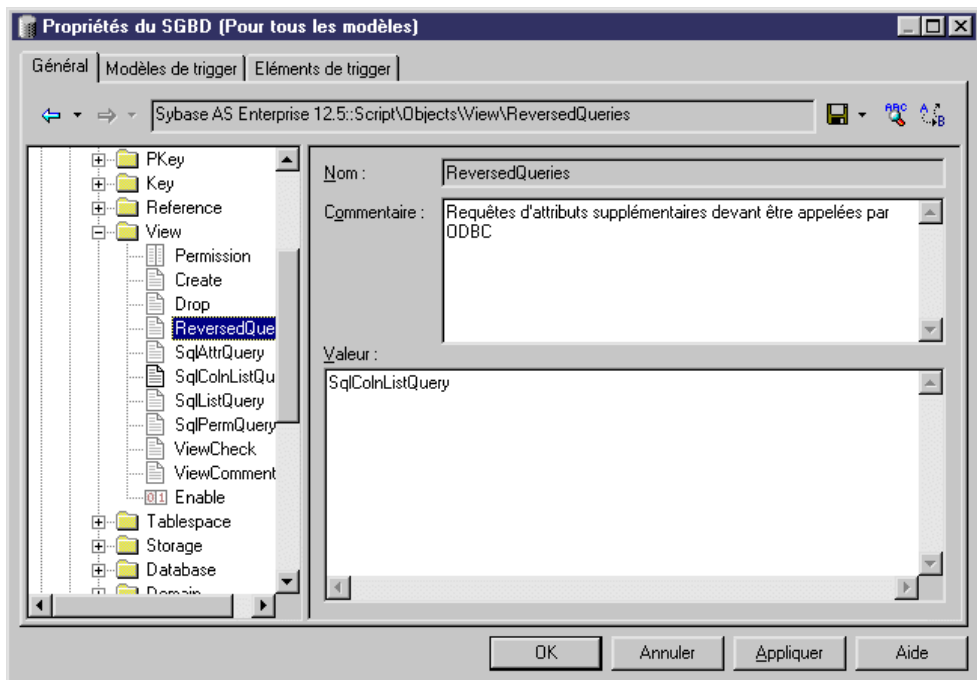 Propriétés du SGBD (Pour tous les modèles)
Général Modèles de trigger Eléments de trigger
Sybase AS Enterprise 12.5::Script\Objects\View\ReversedQueries
PKey
Key
Reference
View
Permission
Create
Drop
ReversedQue
SqlAttrQuery
SqlColnListQu
SqlListQuery
SqlPermQuery
ViewCheck
ViewComment
Enable
Tablespace
Storage
Database
Domain
Nom :
ReversedQueries
Commentaire :
Requêtes d'attributs supplémentaires devant être appelées par
ODBC
Valeur :
SqlColnListQuery
OK Annuler Appliquer Aide